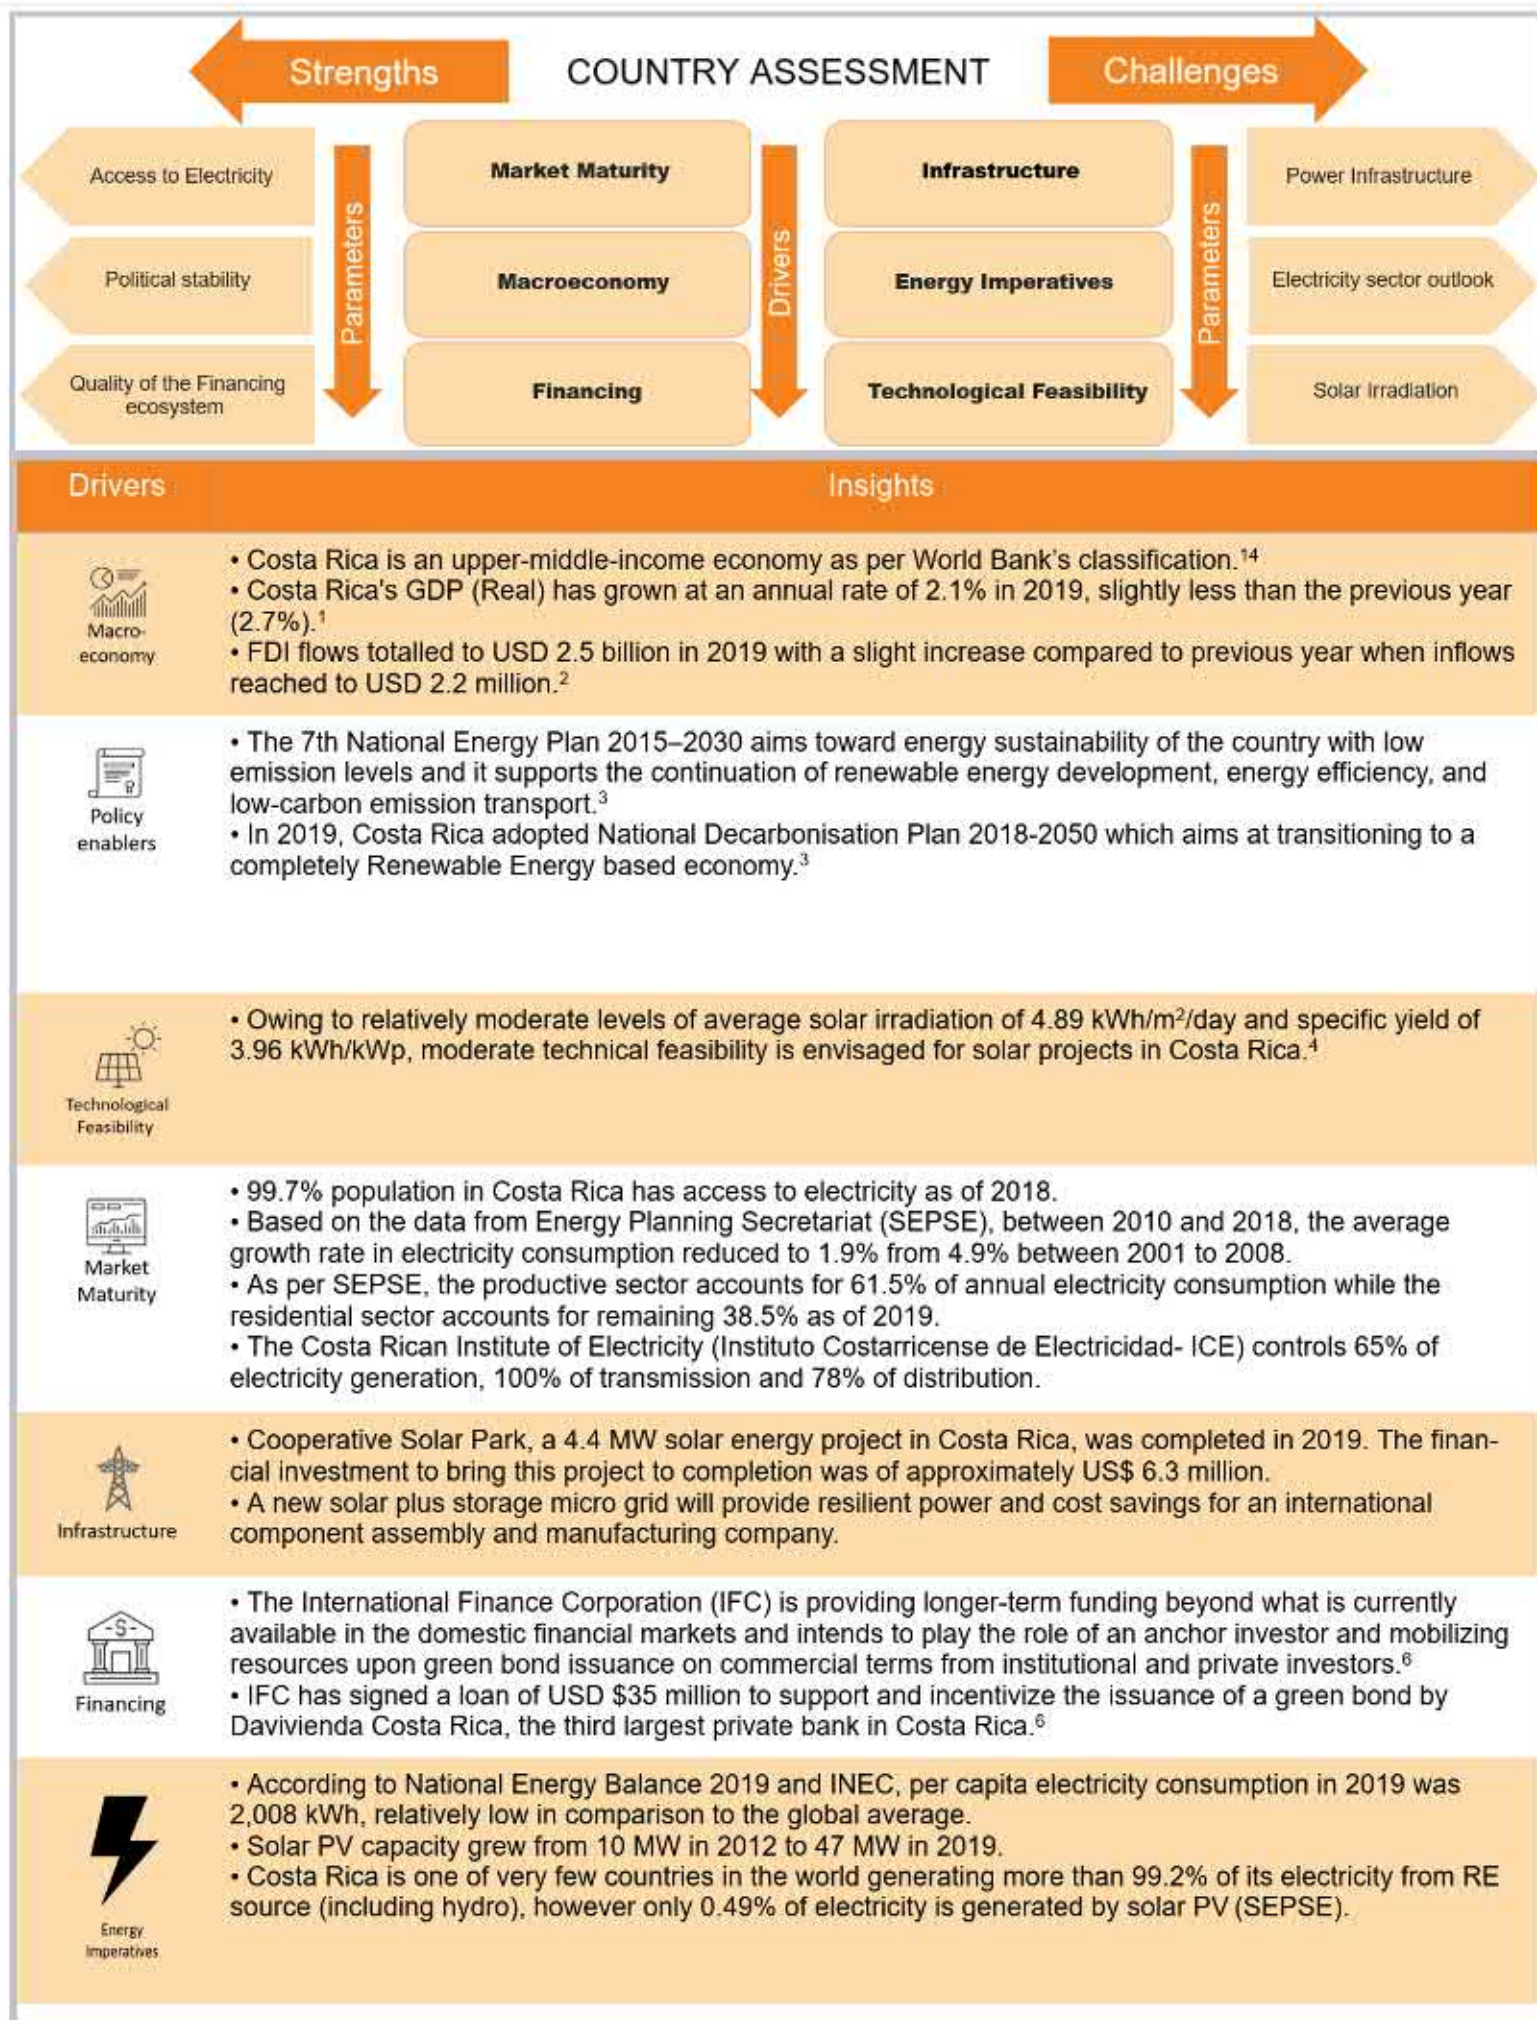 Strengths
COUNTRY ASSESSMENT
Challenges
Access to Electricity
Political stability
Quality of the Financing
ecosystem
Parameters
Market Maturity
Macroeconomy
Financing
Drivers
Infrastructure
Energy Imperatives
Technological Feasibility
Parameters
Power Infrastructure
Electricity sector outlook
Solar Irradiation
Drivers
Insights
Macro-
economy
• Costa Rica is an upper-middle-income economy as per World Bank's classification.¹⁴
• Costa Rica's GDP (Real) has grown at an annual rate of 2.1% in 2019, slightly less than the previous year
(2.7%).¹
• FDI flows totalled to USD 2.5 billion in 2019 with a slight increase compared to previous year when inflows
reached to USD 2.2 million.²
Policy
enablers
• The 7th National Energy Plan 2015–2030 aims toward energy sustainability of the country with low
emission levels and it supports the continuation of renewable energy development, energy efficiency, and
low-carbon emission transport.³
• In 2019, Costa Rica adopted National Decarbonisation Plan 2018-2050 which aims at transitioning to a
completely Renewable Energy based economy.³
Technological
Feasibility
• Owing to relatively moderate levels of average solar irradiation of 4.89 kWh/m²/day and specific yield of
3.96 kWh/kWp, moderate technical feasibility is envisaged for solar projects in Costa Rica.⁴
Market
Maturity
• 99.7% population in Costa Rica has access to electricity as of 2018.
• Based on the data from Energy Planning Secretariat (SEPSE), between 2010 and 2018, the average
growth rate in electricity consumption reduced to 1.9% from 4.9% between 2001 to 2008.
• As per SEPSE, the productive sector accounts for 61.5% of annual electricity consumption while the
residential sector accounts for remaining 38.5% as of 2019.
• The Costa Rican Institute of Electricity (Instituto Costarricense de Electricidad- ICE) controls 65% of
electricity generation, 100% of transmission and 78% of distribution.
Infrastructure
• Cooperative Solar Park, a 4.4 MW solar energy project in Costa Rica, was completed in 2019. The finan-
cial investment to bring this project to completion was of approximately US$ 6.3 million.
• A new solar plus storage micro grid will provide resilient power and cost savings for an international
component assembly and manufacturing company.
Financing
• The International Finance Corporation (IFC) is providing longer-term funding beyond what is currently
available in the domestic financial markets and intends to play the role of an anchor investor and mobilizing
resources upon green bond issuance on commercial terms from institutional and private investors.⁶
• IFC has signed a loan of USD $35 million to support and incentivize the issuance of a green bond by
Davivienda Costa Rica, the third largest private bank in Costa Rica.⁶
Energy
Imperatives
• According to National Energy Balance 2019 and INEC, per capita electricity consumption in 2019 was
2,008 kWh, relatively low in comparison to the global average.
• Solar PV capacity grew from 10 MW in 2012 to 47 MW in 2019.
• Costa Rica is one of very few countries in the world generating more than 99.2% of its electricity from RE
source (including hydro), however only 0.49% of electricity is generated by solar PV (SEPSE).